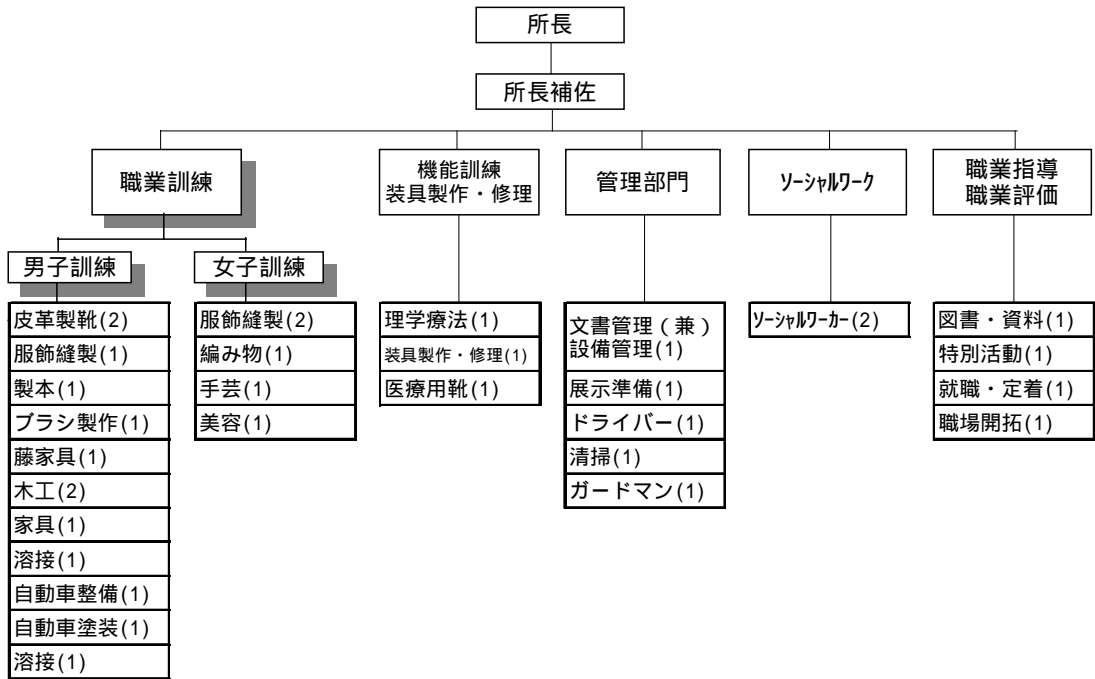 所長
所長補佐
職業訓練
機能訓練
装具製作・修理
管理部門
ソーシャルワーク
職業指導
職業評価
男子訓練
女子訓練
皮革製靴(2)
服飾縫製(1)
製本(1)
ブラシ製作(1)
藤家具(1)
木工(2)
家具(1)
溶接(1)
自動車整備(1)
自動車塗装(1)
溶接(1)
服飾縫製(2)
編み物(1)
手芸(1)
美容(1)
理学療法(1)
装具製作・修理(1)
医療用靴(1)
文書管理（兼）
設備管理(1)
展示準備(1)
ドライバー(1)
清掃(1)
ガードマン(1)
ソーシャルワーカー(2)
図書・資料(1)
特別活動(1)
就職・定着(1)
職場開拓(1)